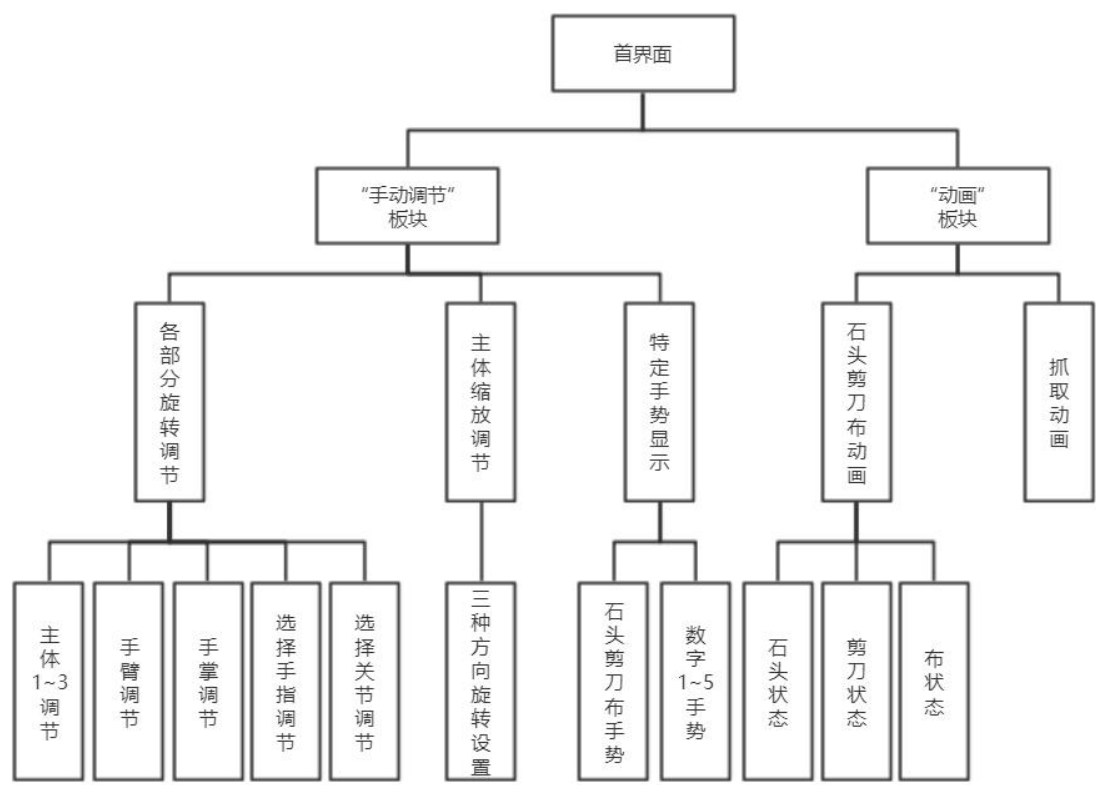 首界面
“手动调节”
板块
“动画”
板块
各部分旋转调节
主体缩放调节
特定手势显示
石头剪刀布动画
抓取动画
主体1~3调节
手臂调节
手掌调节
选择手指调节
选择关节调节
三种方向旋转设置
石头剪刀布手势
数字1~5手势
石头状态
剪刀状态
布状态